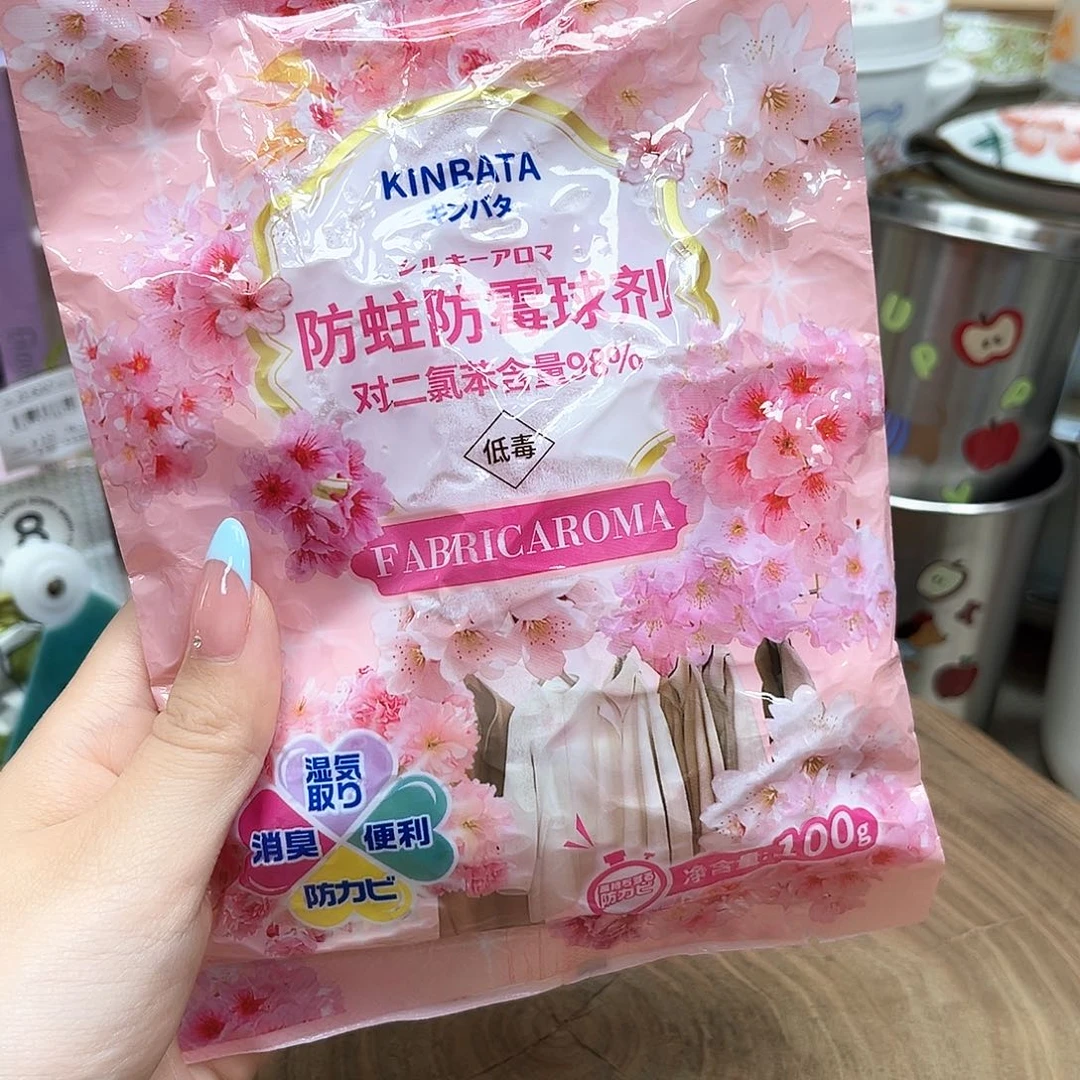 KINBATA
キンバタ
シルキーアロマ
防蛀防霉球剂
对二氯苯含量98%
低毒
FABRICAROMA
湿気
取り
消臭
便利
防カビ
防カビ
净含量:100g
8
U
P
P